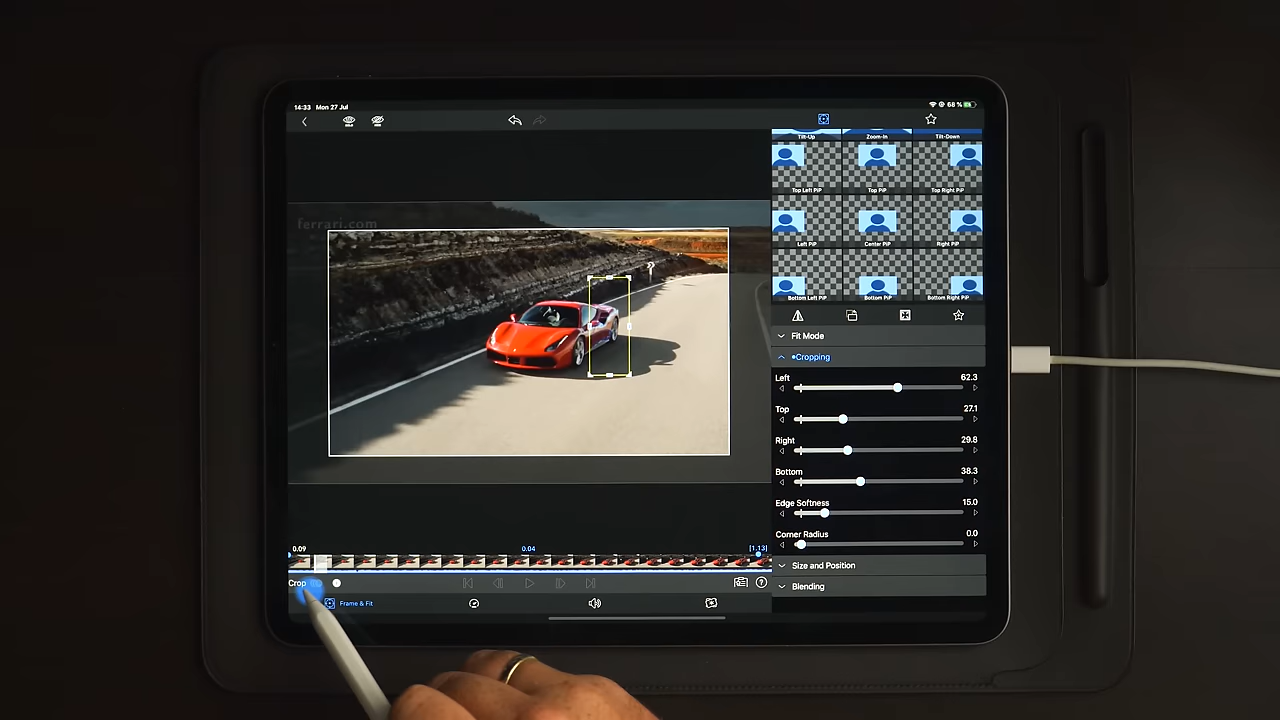 14:33 Mon 27 Jul
68 %
Tilt-Up Zoom-In Tilt-Down
ferrari.com
Top Left PiP Top PiP Top Right PiP
Left PiP Center PiP Right PiP
Bottom Left PiP Bottom PiP Bottom Right PiP
Fit Mode
Cropping
Left 62.3
Top 27.1
Right 29.8
Bottom 38.3
Edge Softness 15.0
Corner Radius 0.0
Size and Position
Blending
0.09 0.04 [1.13]
Crop
Frame & Fit